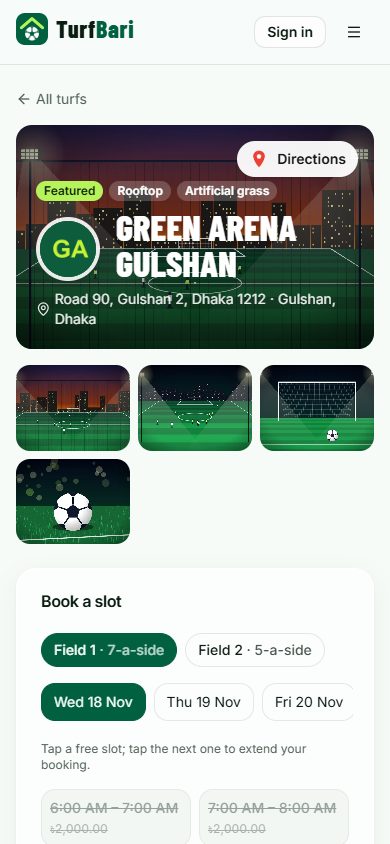 TurfBari
Sign in
All turfs
Directions
Featured
Rooftop
Artificial grass
GA
GREEN ARENA
GULSHAN
Road 90, Gulshan 2, Dhaka 1212 · Gulshan,
Dhaka
Book a slot
Field 1 · 7-a-side
Field 2 · 5-a-side
Wed 18 Nov
Thu 19 Nov
Fri 20 Nov
Tap a free slot; tap the next one to extend your
booking.
6:00 AM – 7:00 AM
7:00 AM – 8:00 AM
৳2,000.00
৳2,000.00